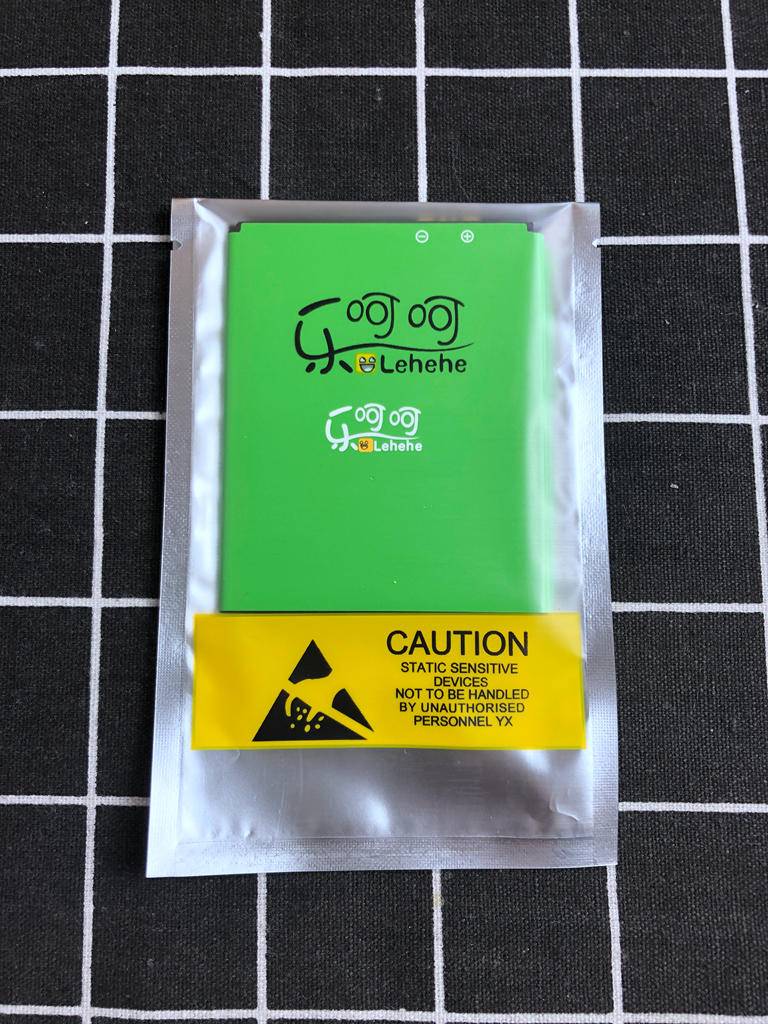 ⊖ ⊕
乐呵呵
Lehehe
乐呵呵
Lehehe
CAUTION
STATIC SENSITIVE
DEVICES
NOT TO BE HANDLED
BY UNAUTHORISED
PERSONNEL YX